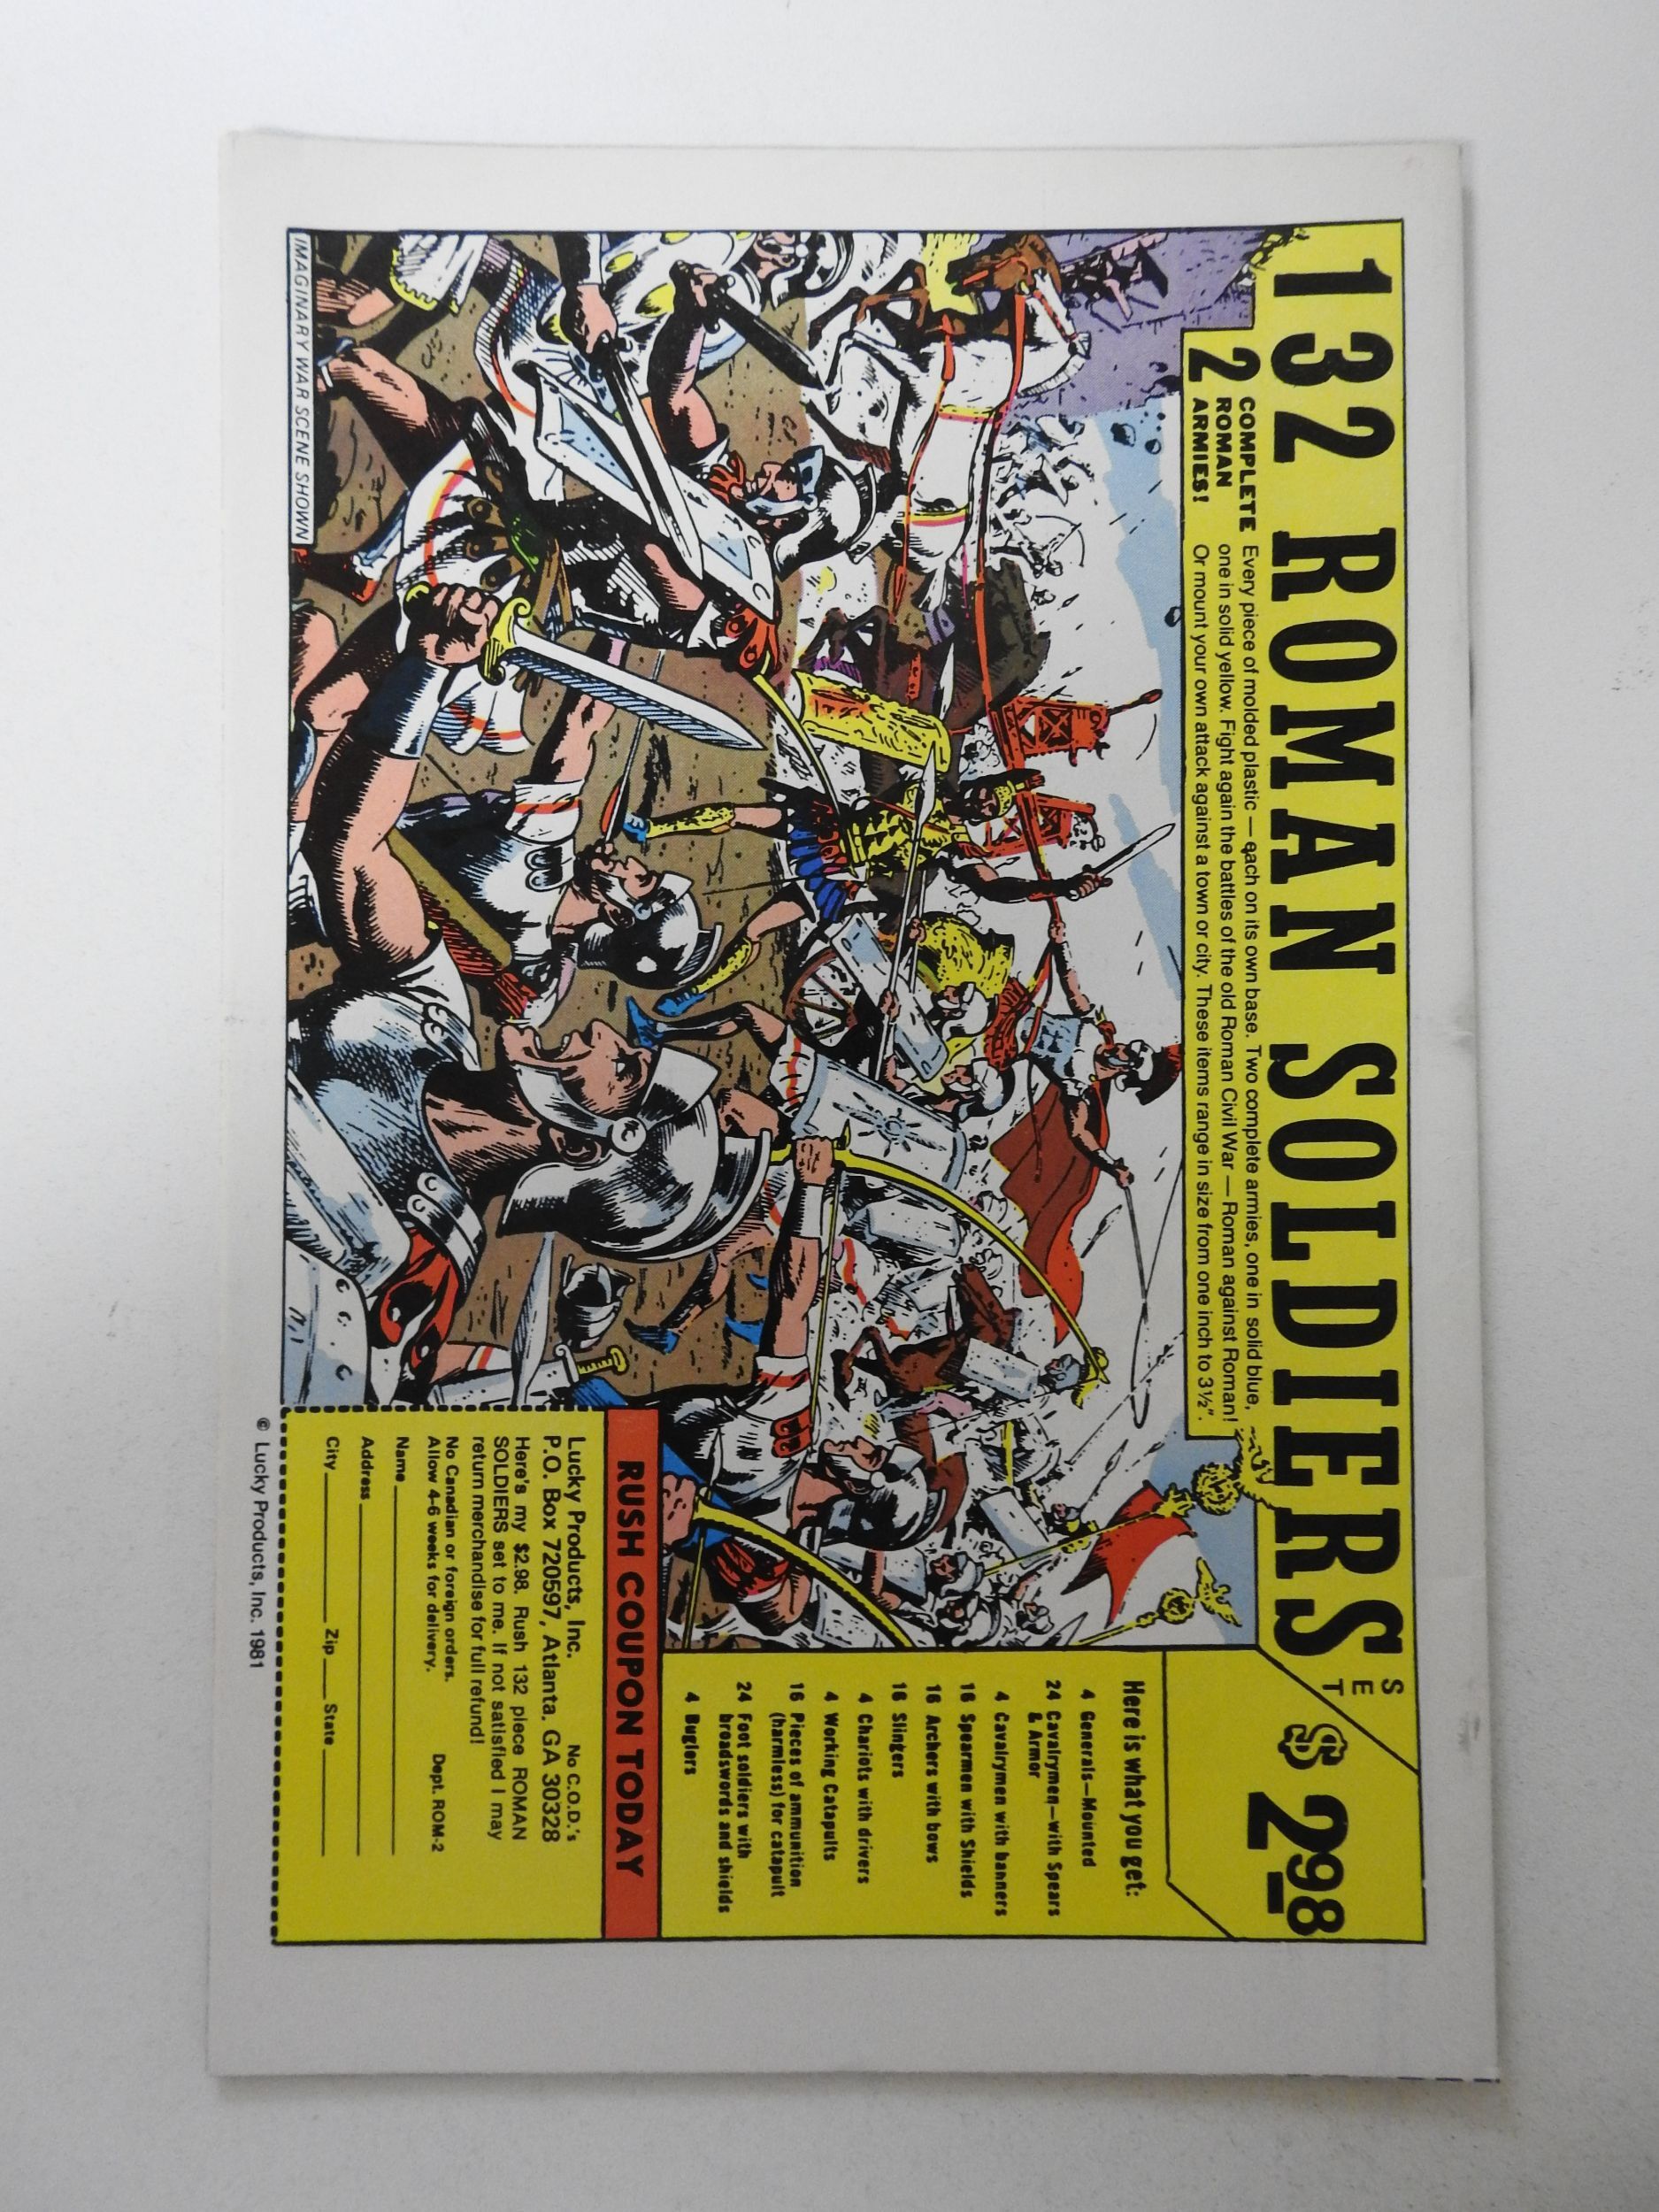 132 ROMAN SOLDIERS
SET
$2.98
2 COMPLETE ROMAN ARMIES!
Every piece of molded plastic — each on its own base. Two complete armies, one in solid blue,
one in solid yellow. Fight again the battles of the old Roman Civil War — Roman against Roman!
Or mount your own attack against a town or city. These items range in size from one inch to 3½".
Here is what you get:
4 Generals—Mounted
24 Cavalrymen—with Spears
& Armor
4 Cavalrymen with banners
16 Spearmen with Shields
16 Archers with bows
16 Slingers
4 Chariots with drivers
4 Working Catapults
16 Pieces of ammunition
(harmless) for catapult
24 Foot soldiers with
broadswords and shields
4 Buglers
RUSH COUPON TODAY
Lucky Products, Inc. No C.O.D.'s
P.O. Box 720597, Atlanta, GA 30328
Here's my $2.98. Rush 132 piece ROMAN
SOLDIERS set to me. If not satisfied I may
return merchandise for full refund!
No Canadian or foreign orders.
Allow 4-6 weeks for delivery. Dept. ROM-2
Name
Address
City Zip State
IMAGINARY WAR SCENE SHOWN
© Lucky Products, Inc. 1981